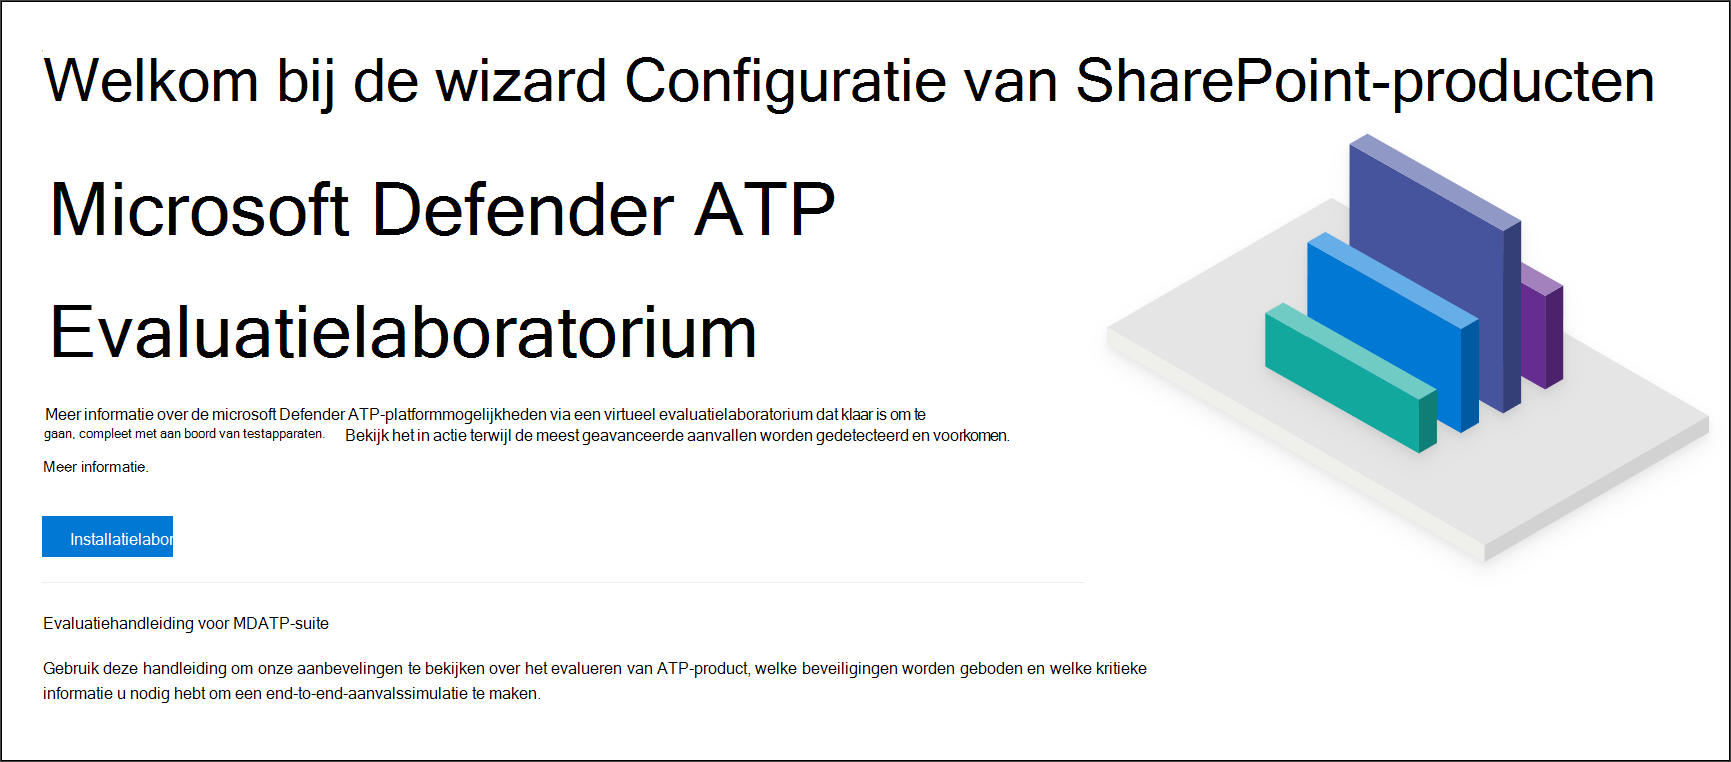 Welkom bij de wizard Configuratie van SharePoint-producten
Microsoft Defender ATP
Evaluatielaboratorium
Meer informatie over de microsoft Defender ATP-platformmogelijkheden via een virtueel evaluatielaboratorium dat klaar is om te
gaan, compleet met aan boord van testapparaten. Bekijk het in actie terwijl de meest geavanceerde aanvallen worden gedetecteerd en voorkomen.
Meer informatie.
Installatielabor
Evaluatiehandleiding voor MDATP-suite
Gebruik deze handleiding om onze aanbevelingen te bekijken over het evalueren van ATP-product, welke beveiligingen worden geboden en welke kritieke
informatie u nodig hebt om een end-to-end-aanvalssimulatie te maken.